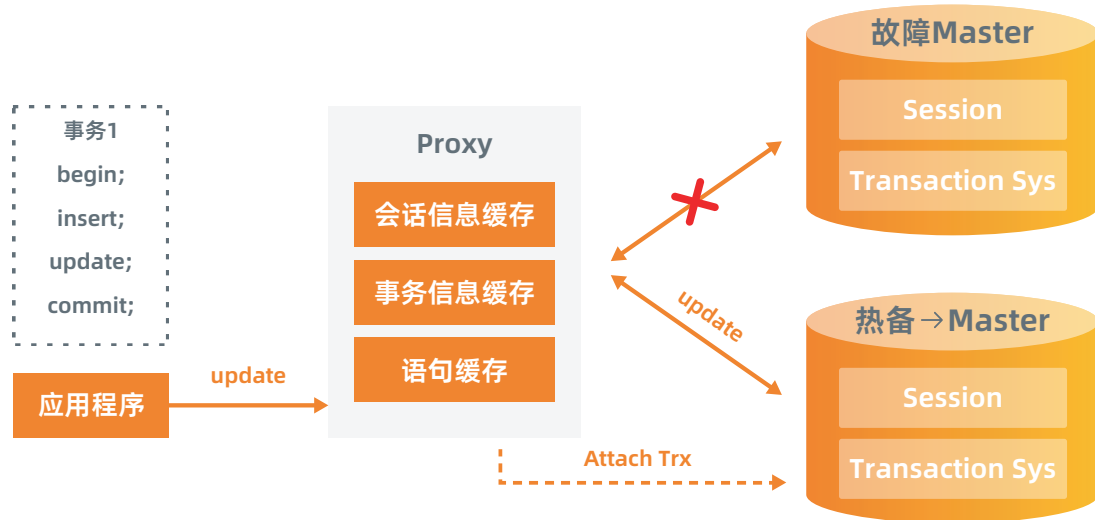 事务1
begin;
insert;
update;
commit;
应用程序
update
Proxy
会话信息缓存
事务信息缓存
语句缓存
update
Attach Trx
故障Master
Session
Transaction Sys
热备→Master
Session
Transaction Sys